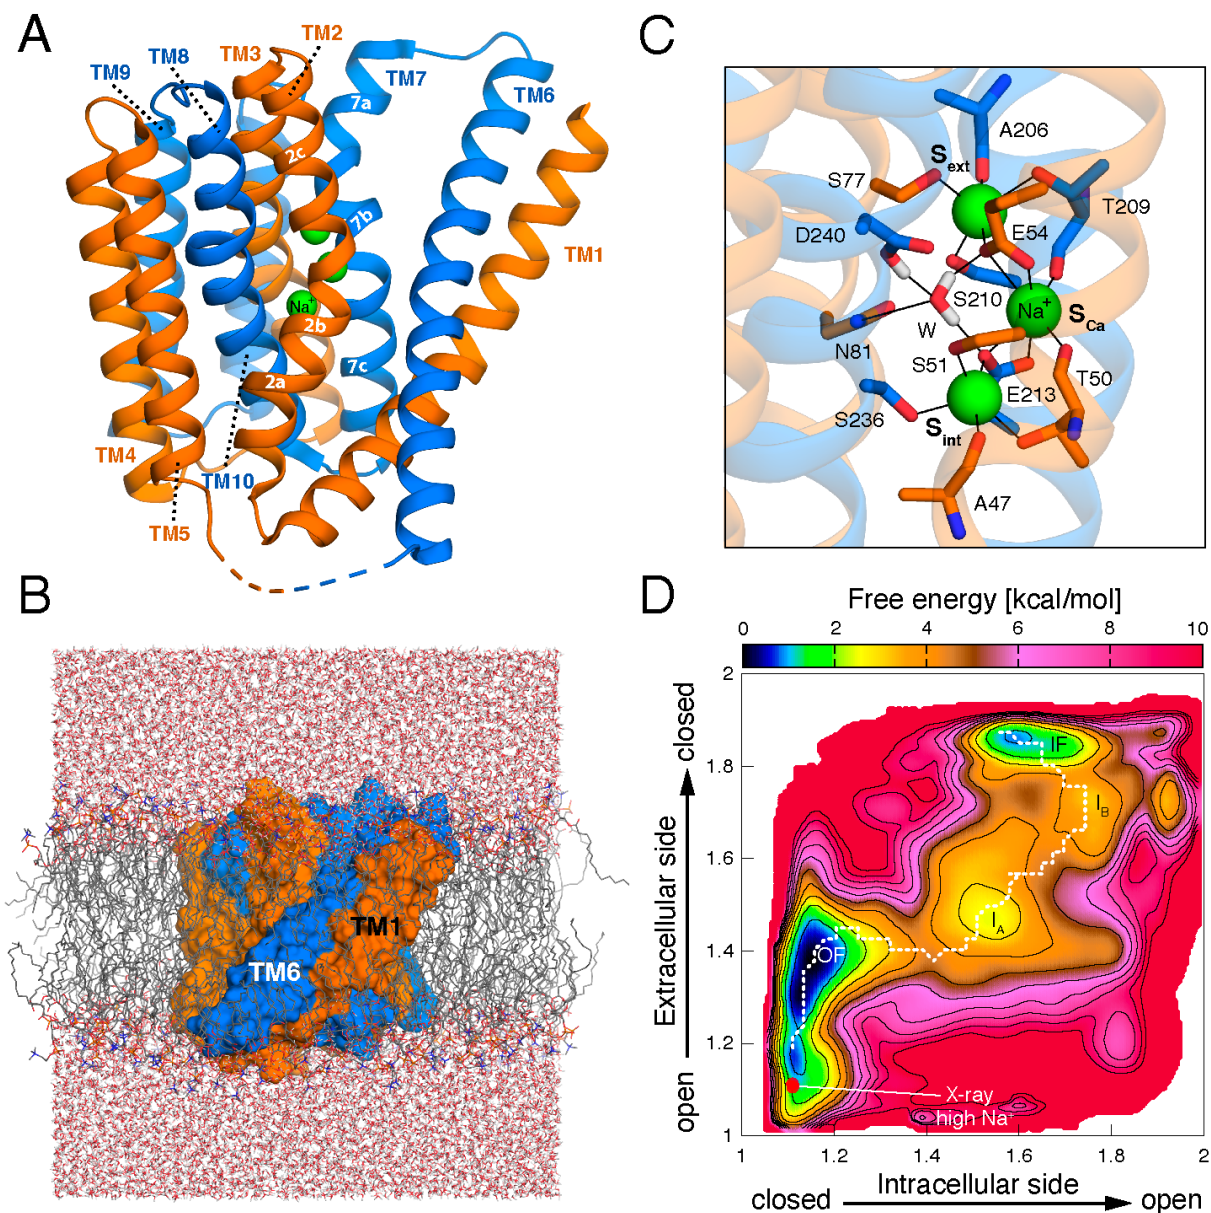 A
TM2
TM3
TM8
TM9
TM7
TM6
7a
2c
7b
TM1
Na+
2b
7c
2a
TM4
TM10
TM5
B
TM1
TM6
C
A206
Sext
S77
T209
D240
E54
S210
Na+
SCa
N81
W
S51
T50
E213
S236
Sint
A47
D
Free energy [kcal/mol]
0 2 4 6 8 10
2
1.8
1.6
1.4
1.2
1
open
Extracellular side
closed
IF
IB
IA
OF
X-ray
high Na+
1 1.2 1.4 1.6 1.8 2
closed Intracellular side open